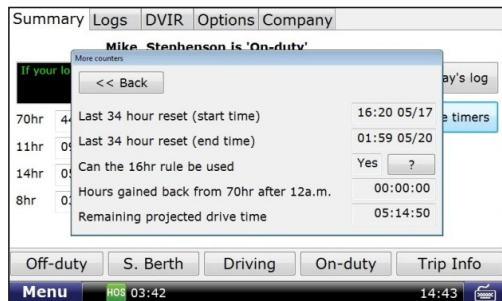 Summary Logs DVIR Options Company
Mike Stephenson is 'On-duty'
More counters
If your lo
<< Back
ay's log
Last 34 hour reset (start time) 16:20 05/17
e timers
70hr
Last 34 hour reset (end time) 01:59 05/20
11hr
Can the 16hr rule be used Yes ?
14hr
Hours gained back from 70hr after 12a.m. 00:00:00
8hr
Remaining projected drive time 05:14:50
Off-duty S. Berth Driving On-duty Trip Info
Menu HOS 03:42 14:43